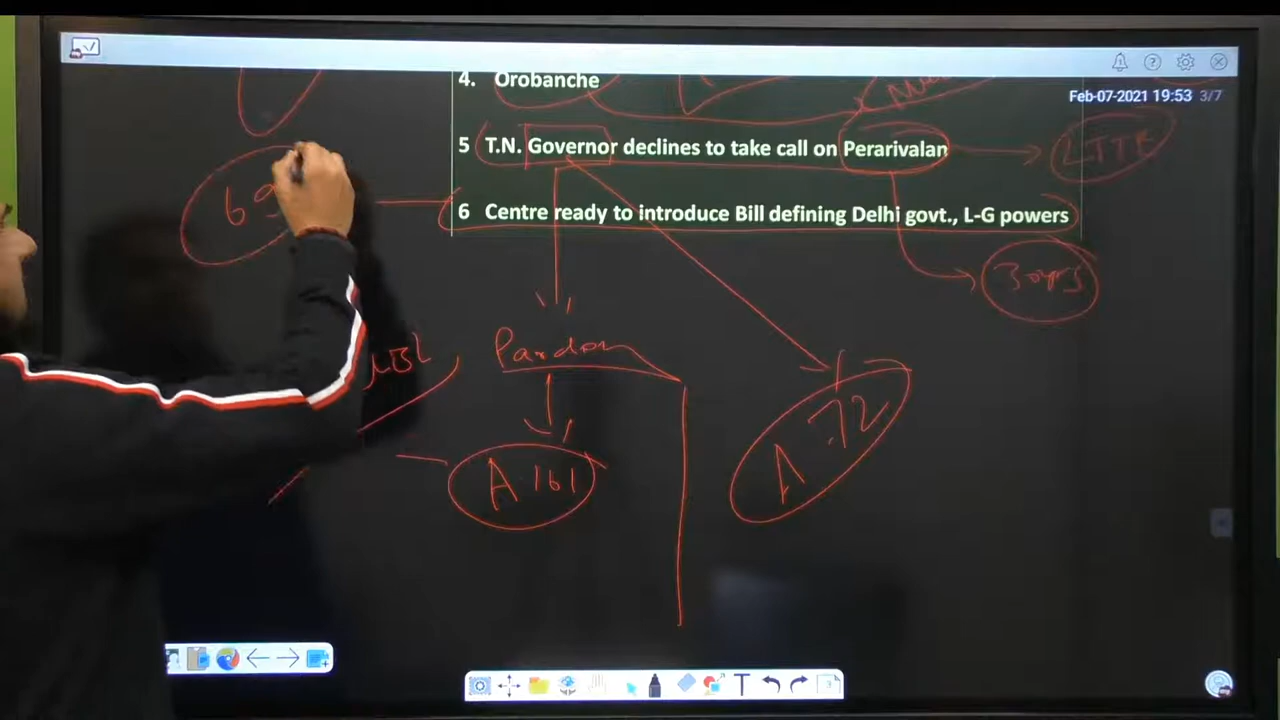 Feb-07-2021 19:53 3/7
4. Orobanche
5 T.N. Governor declines to take call on Perarivalan
LTTE
6 Centre ready to introduce Bill defining Delhi govt., L-G powers
69
30yrs
Pardon
A.161
A.72
T